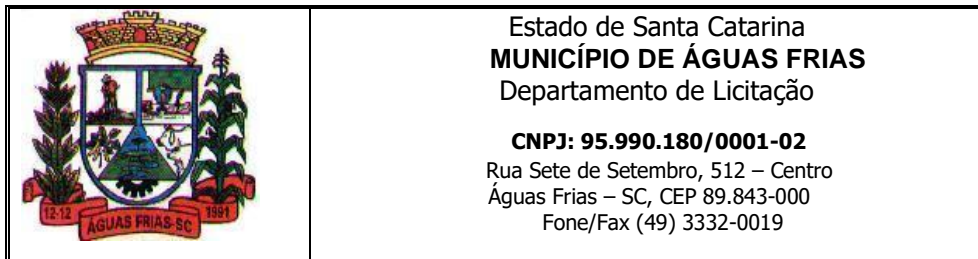 12-12
ÁGUAS FRIAS-SC
1991
Estado de Santa Catarina
MUNICÍPIO DE ÁGUAS FRIAS
Departamento de Licitação
CNPJ: 95.990.180/0001-02
Rua Sete de Setembro, 512 – Centro
Águas Frias – SC, CEP 89.843-000
Fone/Fax (49) 3332-0019